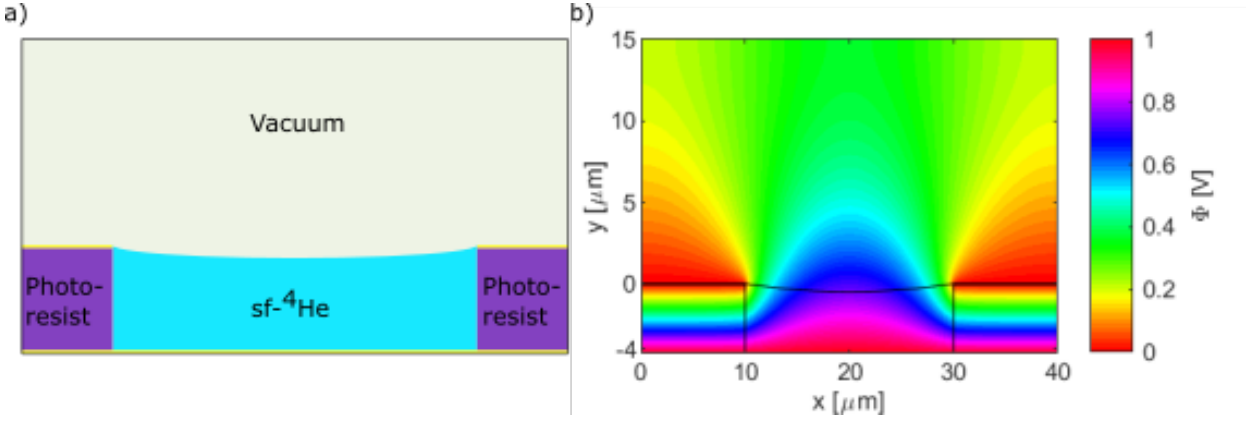 a)
Vacuum
Photo-
resist
sf-⁴He
Photo-
resist
b)
15
10
5
0
-4
y [μm]
0
10
20
30
40
x [μm]
1
0.8
0.6
0.4
0.2
0
Φ [V]